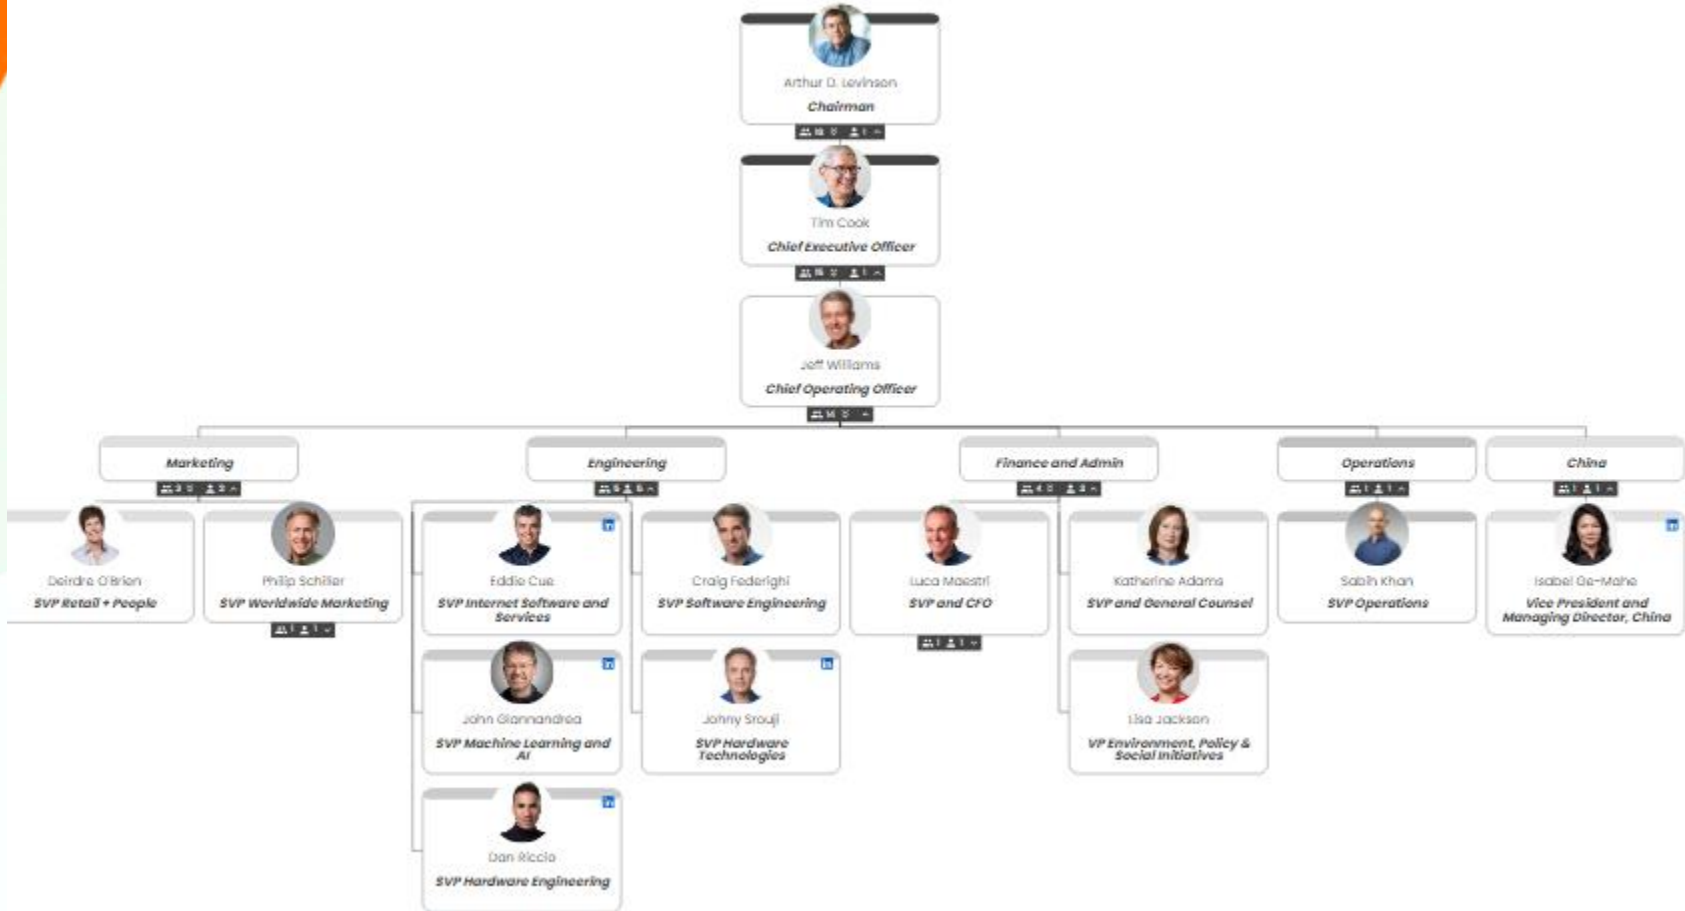 Arthur D. Levinson
Chairman
Tim Cook
Chief Executive Officer
Jeff Williams
Chief Operating Officer
Marketing
Engineering
Finance and Admin
Operations
China
Deirdre O'Brien
SVP Retail + People
Philip Schiller
SVP Worldwide Marketing
1 1
Eddie Cue
SVP Internet Software and
Services
Craig Federighi
SVP Software Engineering
Luca Maestri
SVP and CFO
1 1
Katherine Adams
SVP and General Counsel
Sabih Khan
SVP Operations
Isabel Ge-Mahe
Vice President and
Managing Director, China
John Giannandrea
SVP Machine Learning and
AI
Johny Srouji
SVP Hardware
Technologies
Lisa Jackson
VP Environment, Policy &
Social Initiatives
Dan Riccio
SVP Hardware Engineering